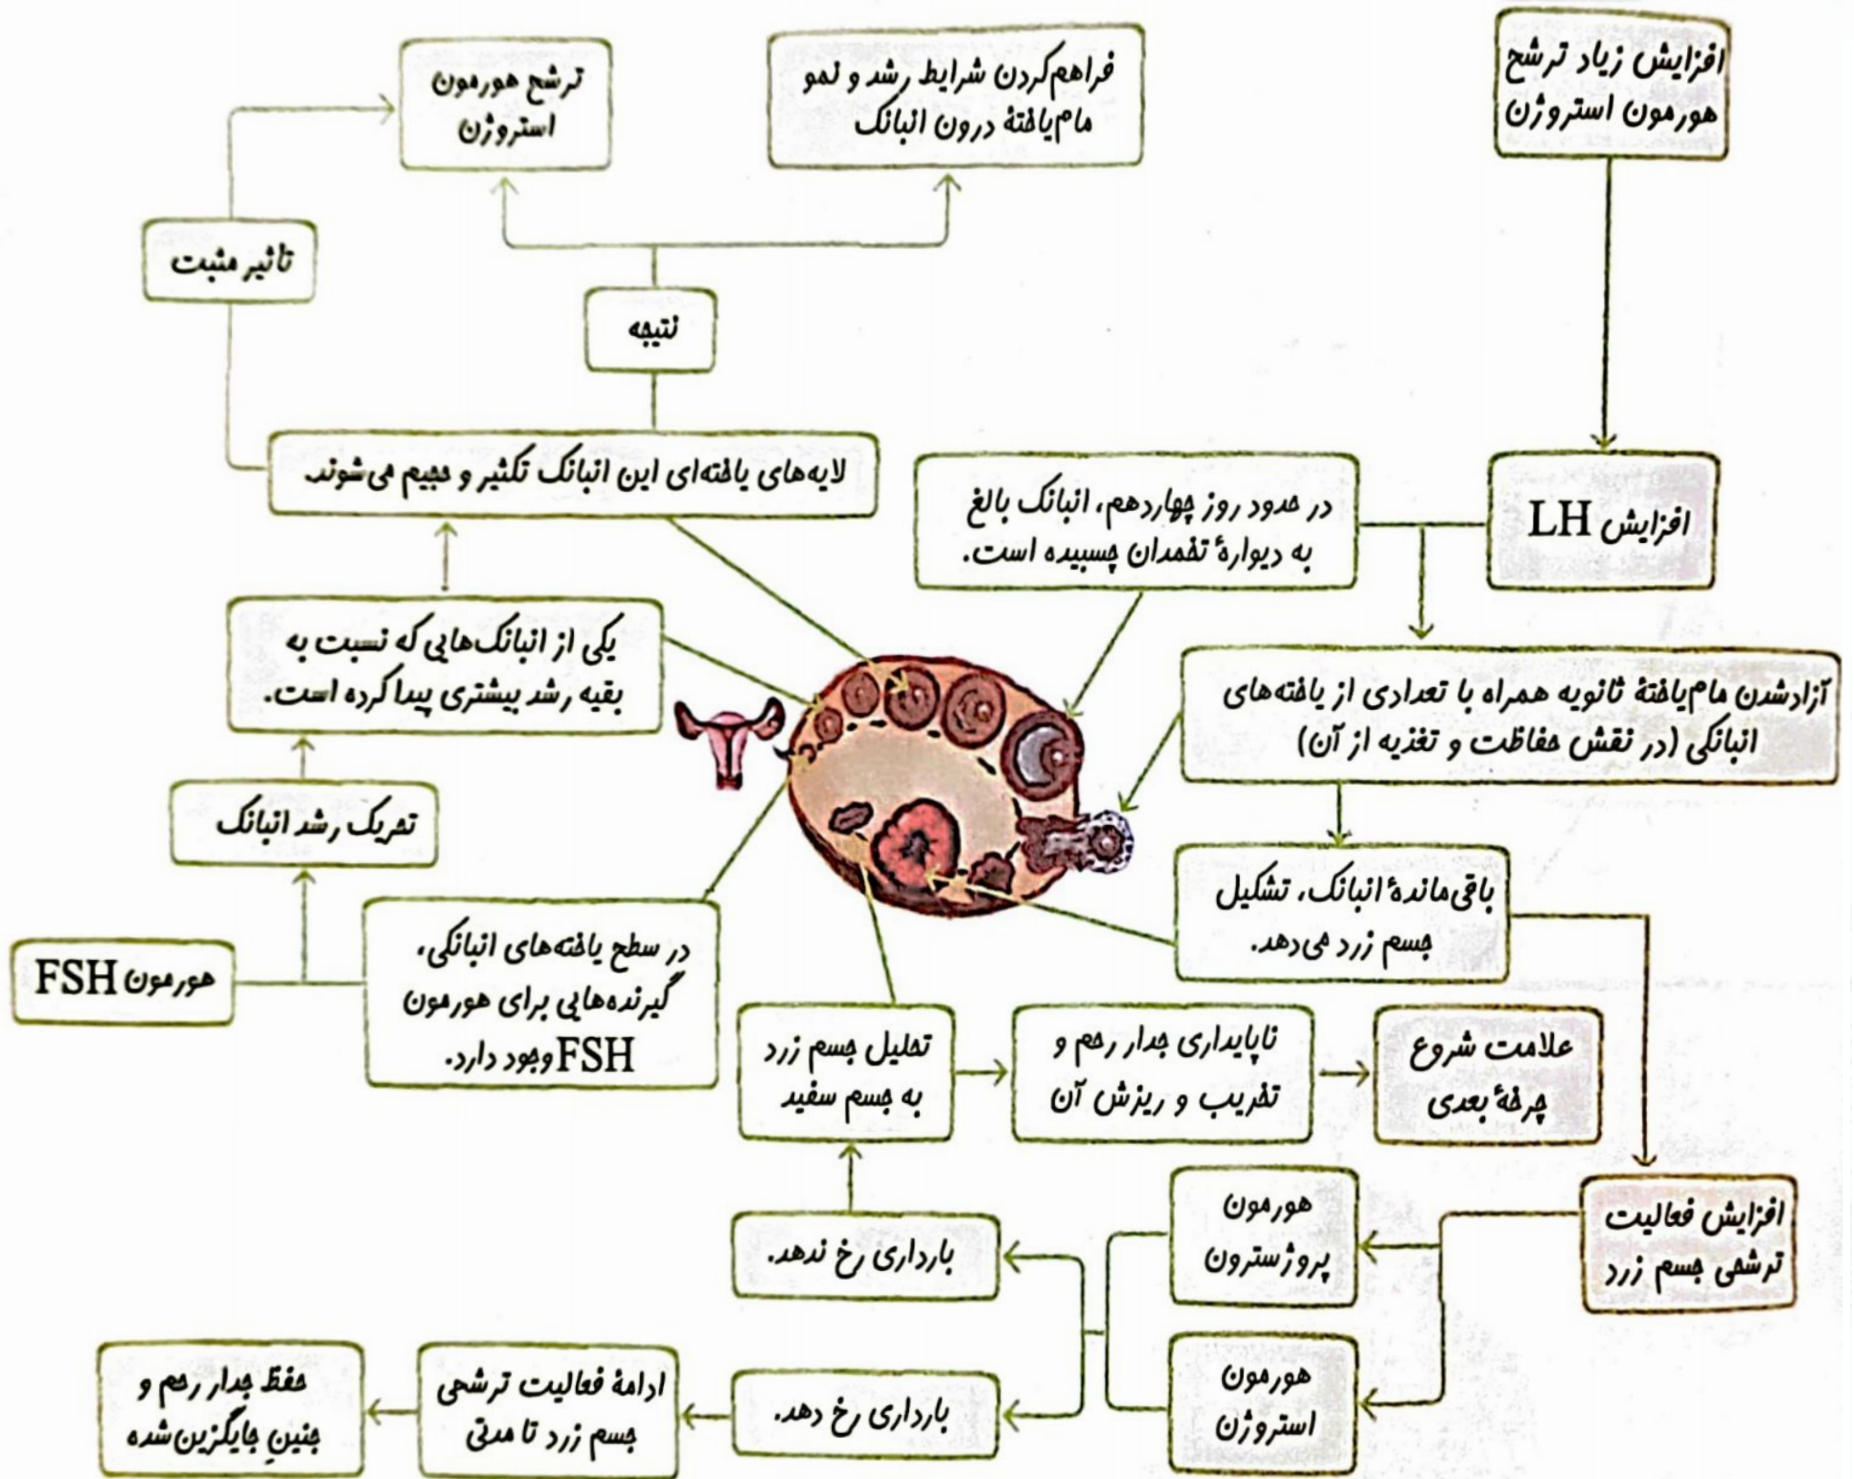 افزایش زیاد ترشح
هورمون استروژن
فراهم‌کردن شرایط رشد و نمو
مام‌یاختهٔ درون انبانک
ترشح هورمون
استروژن
تأثیر مثبت
نتیجه
لایه‌های یاخته‌ای این انبانک تکثیر و حجیم می‌شوند.
در حدود روز چهاردهم، انبانک بالغ
به دیوارهٔ تخمدان چسبیده است.
افزایش LH
یکی از انبانک‌هایی که نسبت به
بقیه رشد بیشتری پیدا کرده است.
آزادشدن مام‌یاختهٔ ثانویه همراه با تعدادی از یاخته‌های
انبانکی (در نقش حفاظت و تغذیه از آن)
تحریک رشد انبانک
باقی‌ماندهٔ انبانک، تشکیل
جسم زرد می‌دهد.
در سطح یاخته‌های انبانکی،
گیرنده‌هایی برای هورمون
FSH وجود دارد.
هورمون FSH
تحلیل جسم زرد
به جسم سفید
ناپایداری جدار رحم و
تخریب و ریزش آن
علامت شروع
چرخهٔ بعدی
افزایش فعالیت
ترشحی جسم زرد
هورمون
پروژسترون
هورمون
استروژن
بارداری رخ ندهد.
بارداری رخ دهد.
ادامهٔ فعالیت ترشحی
جسم زرد تا مدتی
حفظ جدار رحم و
جنینِ جایگزین‌شده